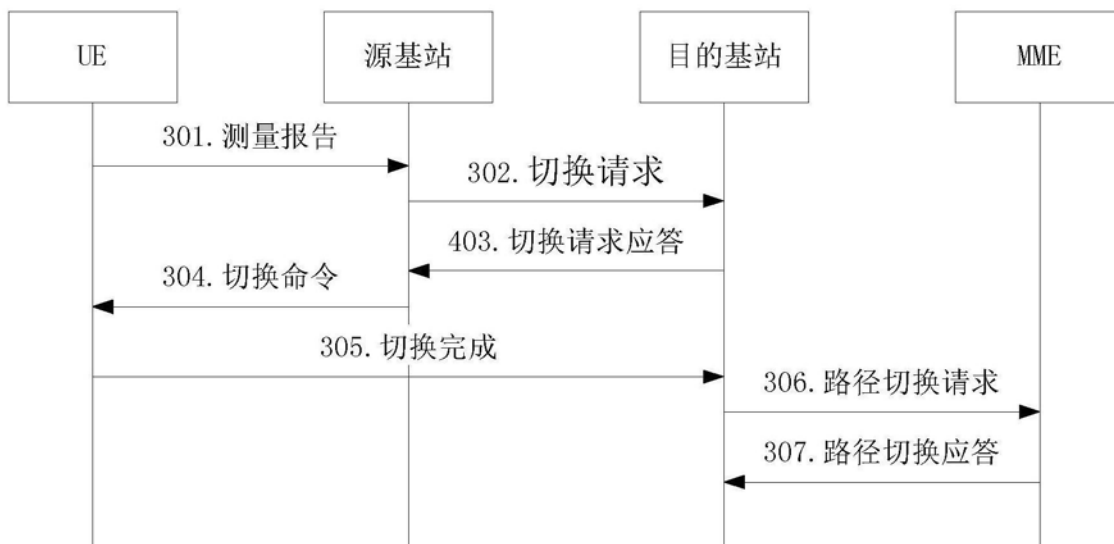 UE
源基站
目的基站
MME
301.测量报告
302.切换请求
403.切换请求应答
304.切换命令
305.切换完成
306.路径切换请求
307.路径切换应答